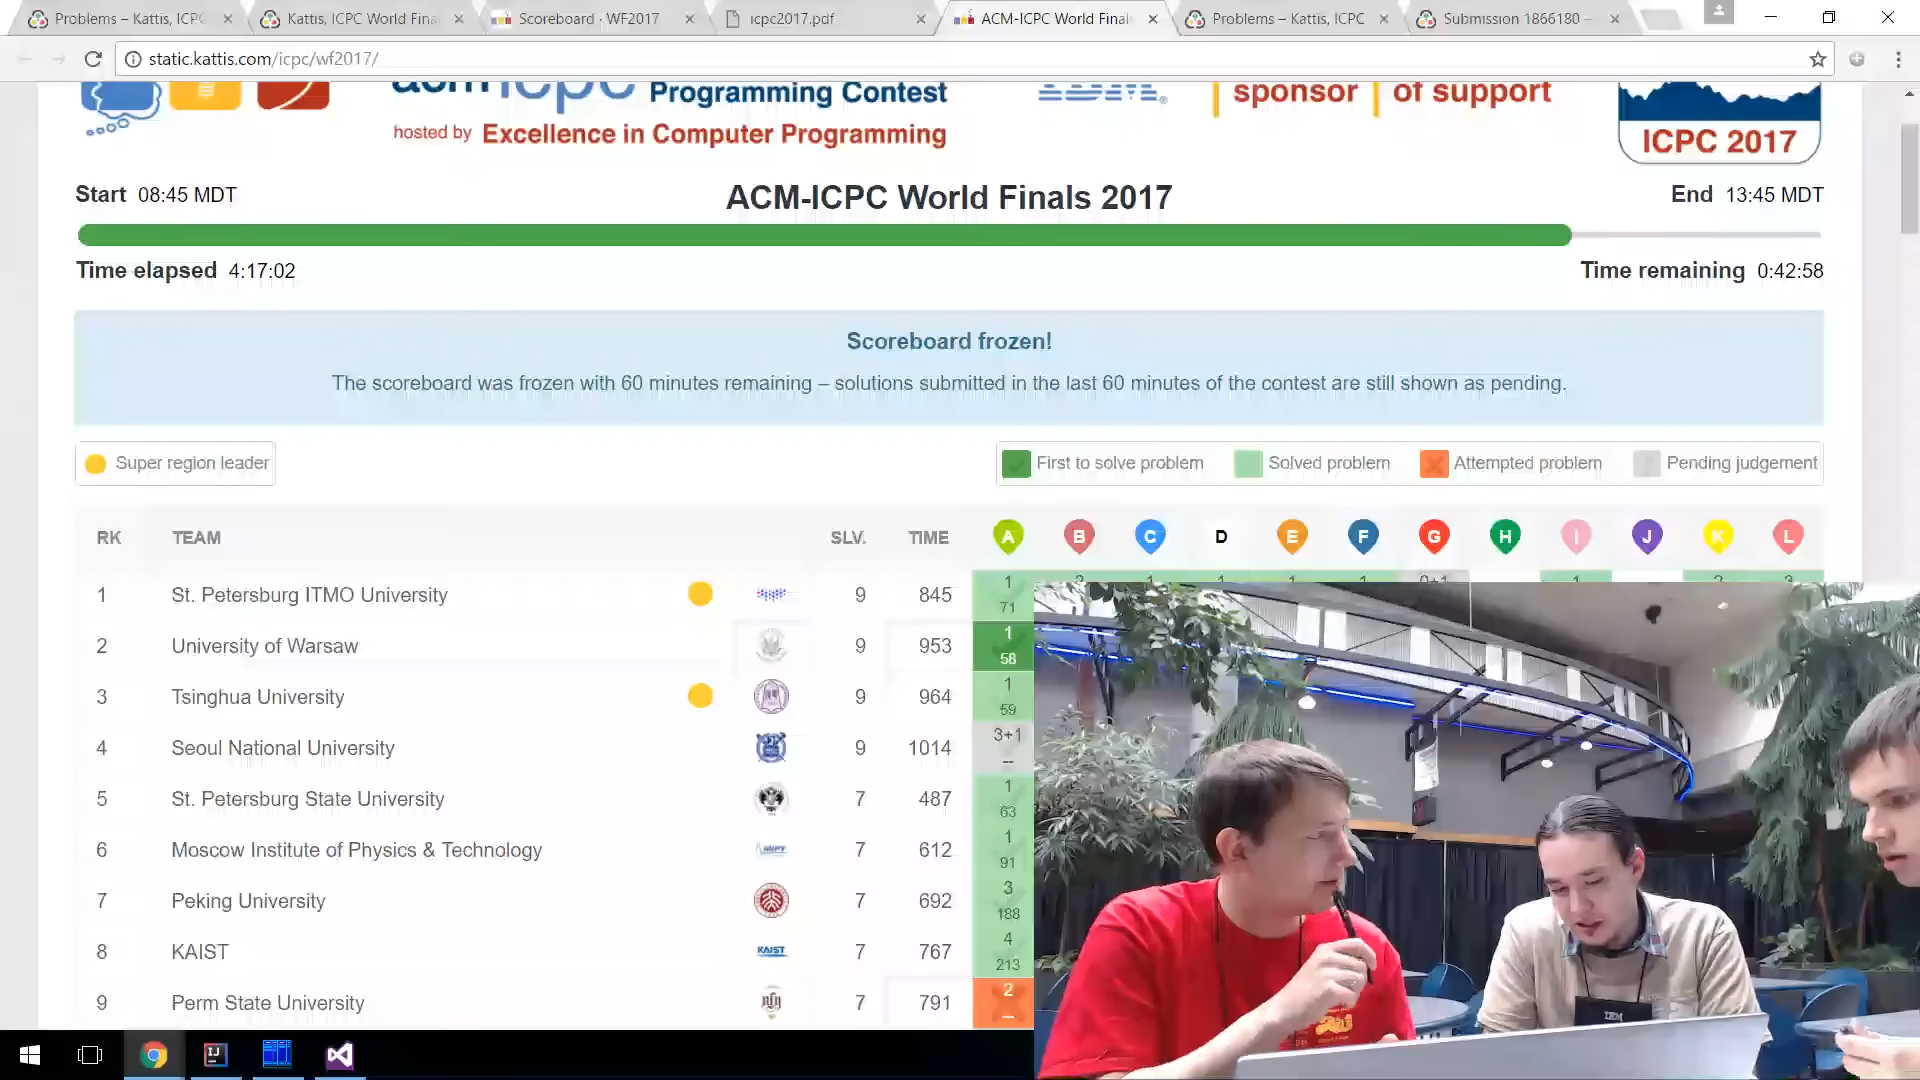 Problems – Kattis, ICPC
Kattis, ICPC World Fina
Scoreboard · WF2017
icpc2017.pdf
ACM-ICPC World Final
Problems – Kattis, ICPC
Submission 1866180 –
static.kattis.com/icpc/wf2017/
acm icpc
Programming Contest
hosted by Excellence in Computer Programming
IBM
sponsor
of support
ICPC 2017
Start 08:45 MDT
ACM-ICPC World Finals 2017
End 13:45 MDT
Time elapsed 4:17:02
Time remaining 0:42:58
Scoreboard frozen!
The scoreboard was frozen with 60 minutes remaining – solutions submitted in the last 60 minutes of the contest are still shown as pending.
Super region leader
First to solve problem
Solved problem
Attempted problem
Pending judgement
RK TEAM SLV. TIME A B C D E F G H I J K L
1 St. Petersburg ITMO University 9 845 1 71
2 University of Warsaw 9 953 1 58
3 Tsinghua University 9 964 1 59
4 Seoul National University 9 1014 3+1 --
5 St. Petersburg State University 7 487 1 63
6 Moscow Institute of Physics & Technology 7 612 1 91
7 Peking University 7 692 3 188
8 KAIST KAIST 7 767 4 213
9 Perm State University 7 791 2 --
IBM